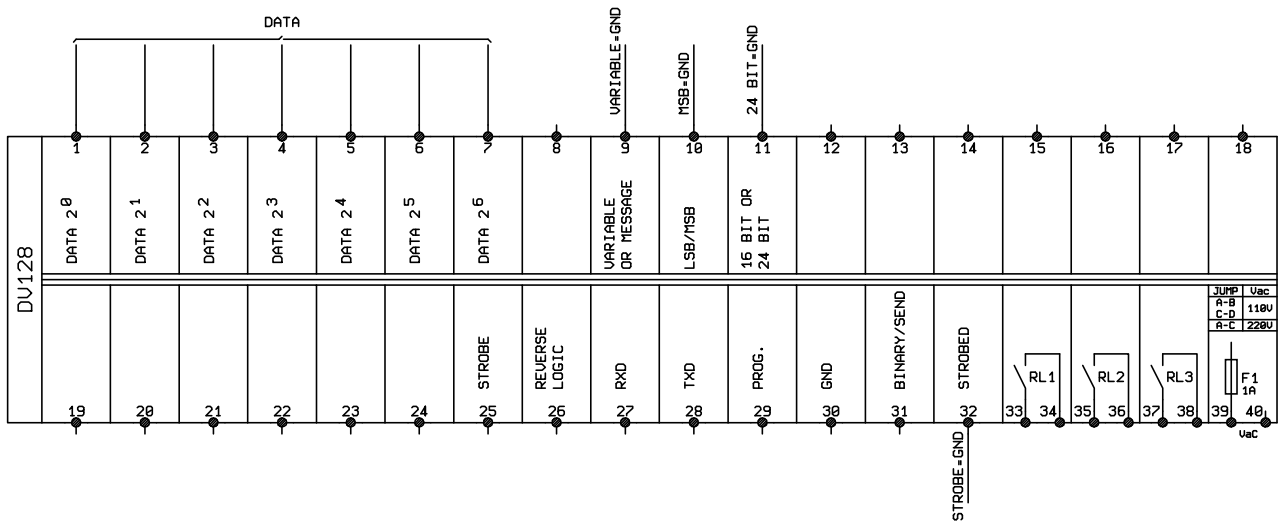 DATA
VARIABLE=GND
MSB=GND
24 BIT=GND
1 2 3 4 5 6 7 8 9 10 11 12 13 14 15 16 17 18
DATA 2⁰
DATA 2¹
DATA 2²
DATA 2³
DATA 2⁴
DATA 2⁵
DATA 2⁶
VARIABLE
OR MESSAGE
LSB/MSB
16 BIT OR
24 BIT
DV128
JUMP Vac
A-B
C-D 110V
A-C 220V
STROBE
REVERSE
LOGIC
RXD
TXD
PROG.
GND
BINARY/SEND
STROBED
RL1
RL2
RL3
F1
1A
19 20 21 22 23 24 25 26 27 28 29 30 31 32 33 34 35 36 37 38 39 40
VaC
STROBE=GND